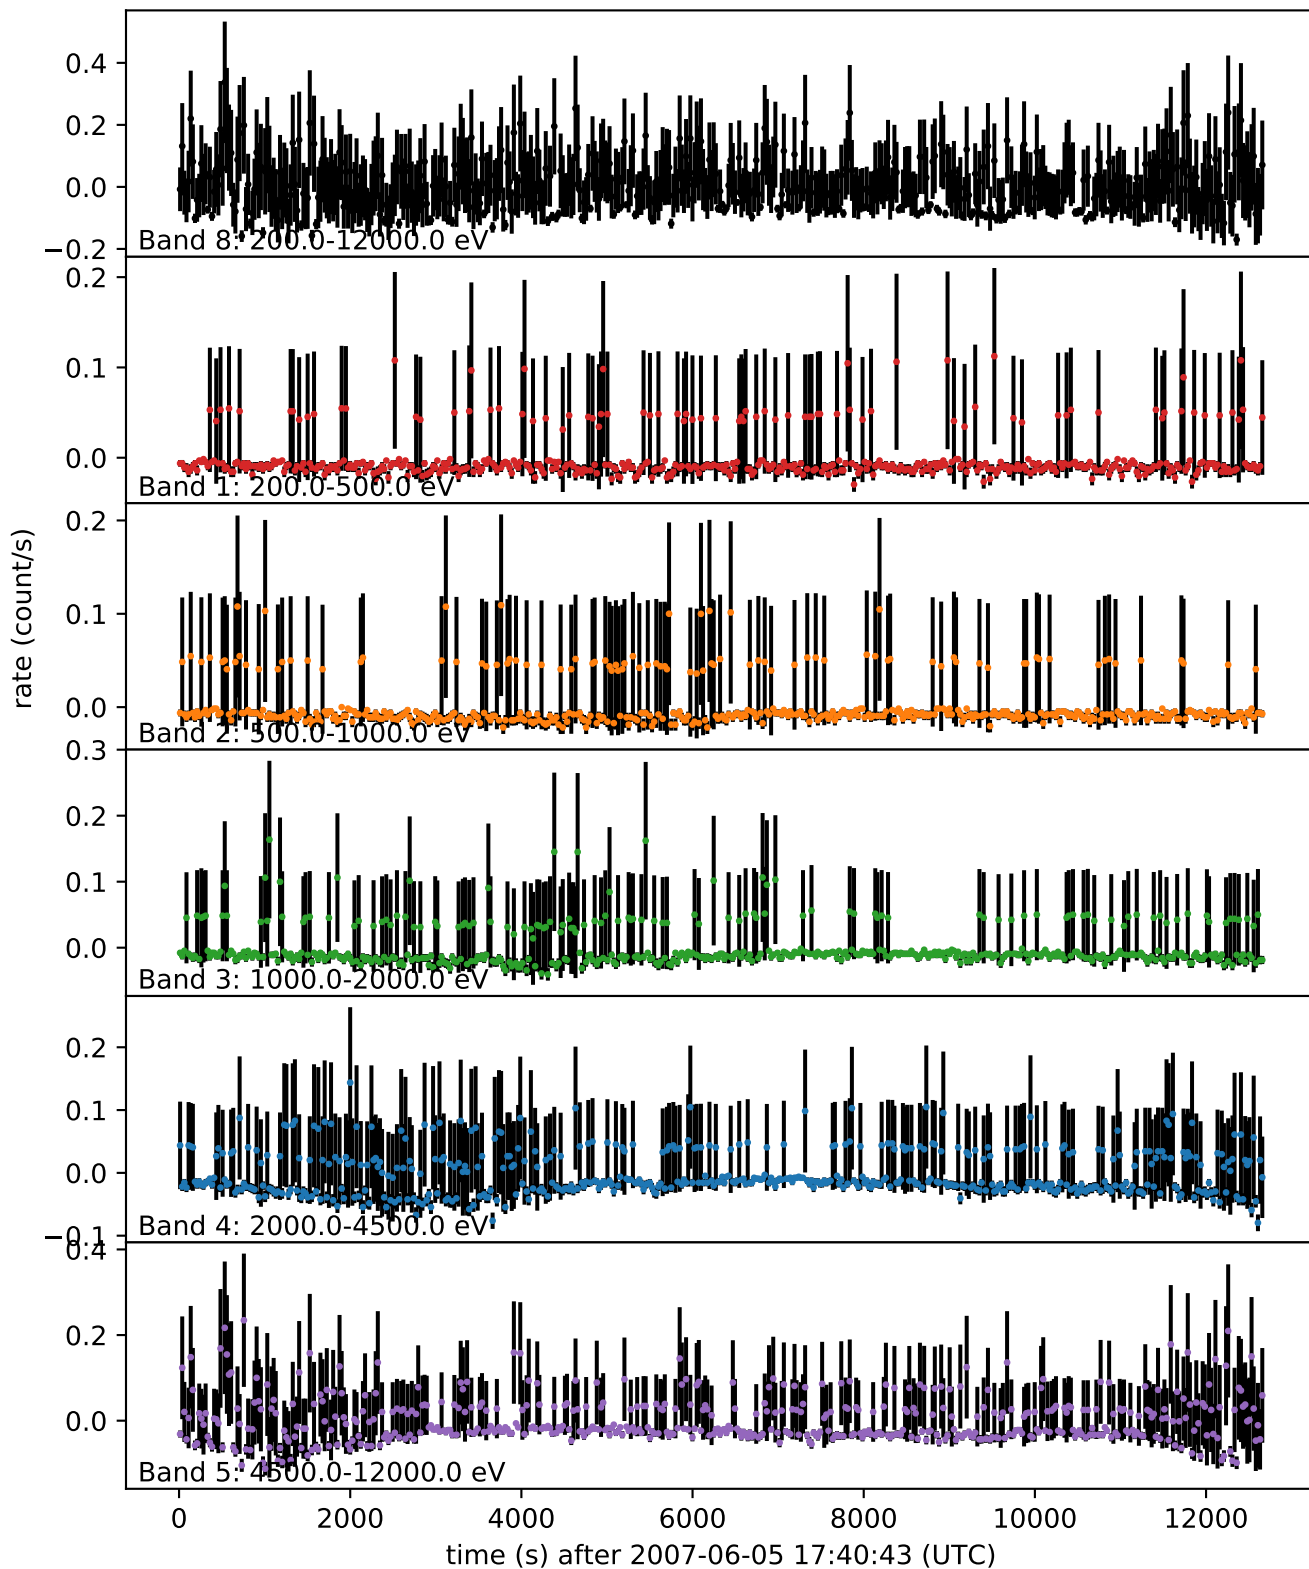 0.4
0.2
0.0
−0.2
Band 8: 200.0-12000.0 eV
0.2
0.1
0.0
Band 1: 200.0-500.0 eV
0.2
0.1
0.0
Band 2: 500.0-1000.0 eV
rate (count/s)
0.3
0.2
0.1
0.0
Band 3: 1000.0-2000.0 eV
0.2
0.1
0.0
−0.1
Band 4: 2000.0-4500.0 eV
0.4
0.2
0.0
Band 5: 4500.0-12000.0 eV
0 2000 4000 6000 8000 10000 12000
time (s) after 2007-06-05 17:40:43 (UTC)